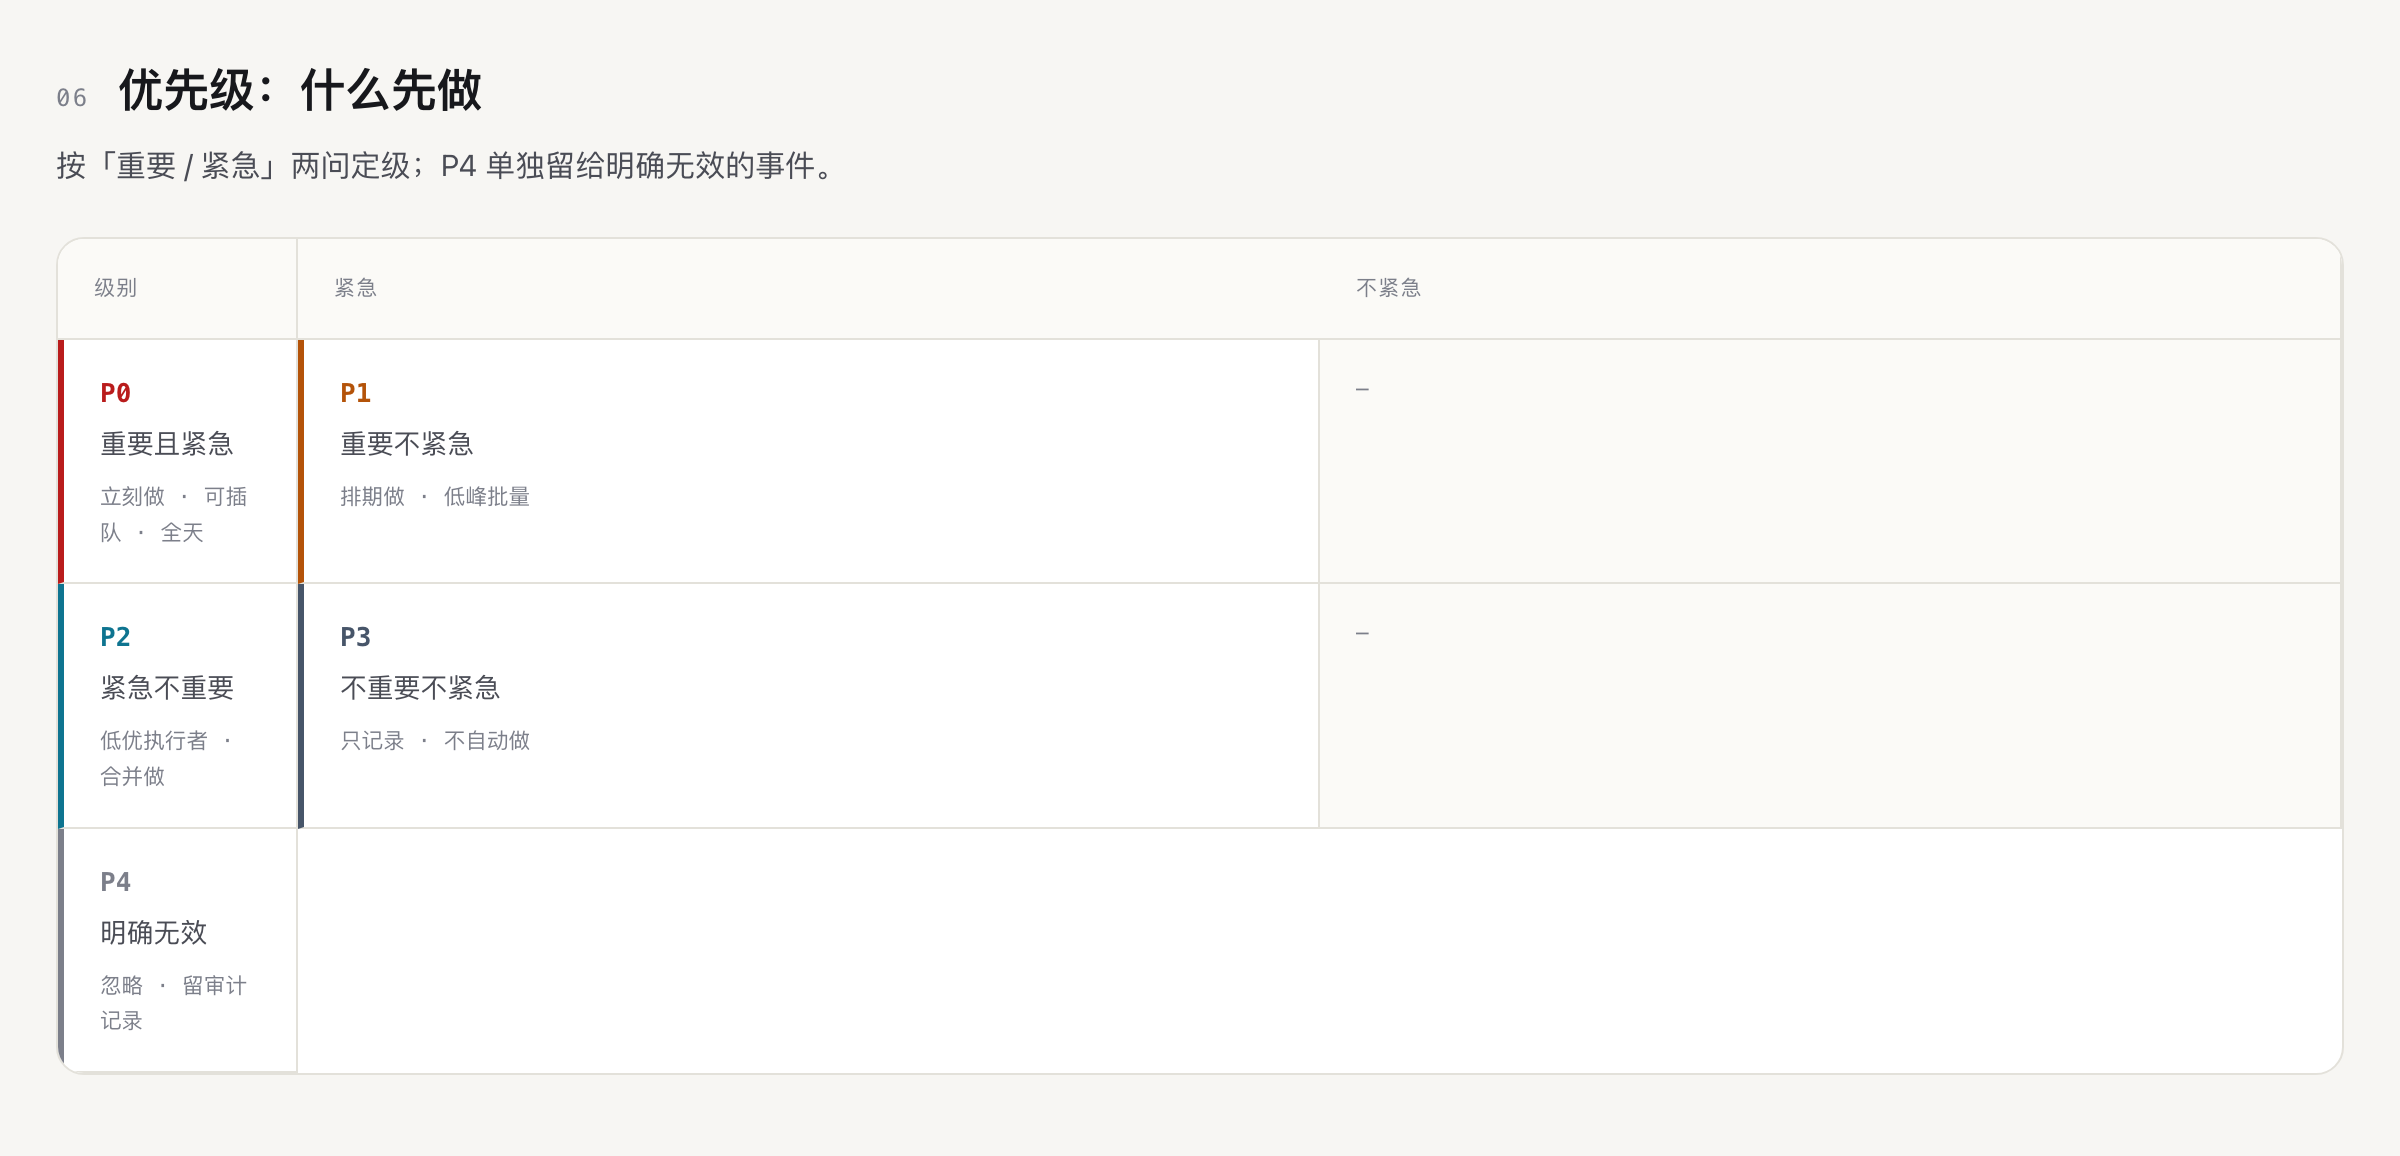 06 优先级：什么先做
按「重要 / 紧急」两问定级；P4 单独留给明确无效的事件。
级别 紧急 不紧急
P0
重要且紧急
立刻做 · 可插
队 · 全天
P1
重要不紧急
排期做 · 低峰批量
—
P2
紧急不重要
低优执行者 ·
合并做
P3
不重要不紧急
只记录 · 不自动做
—
P4
明确无效
忽略 · 留审计
记录